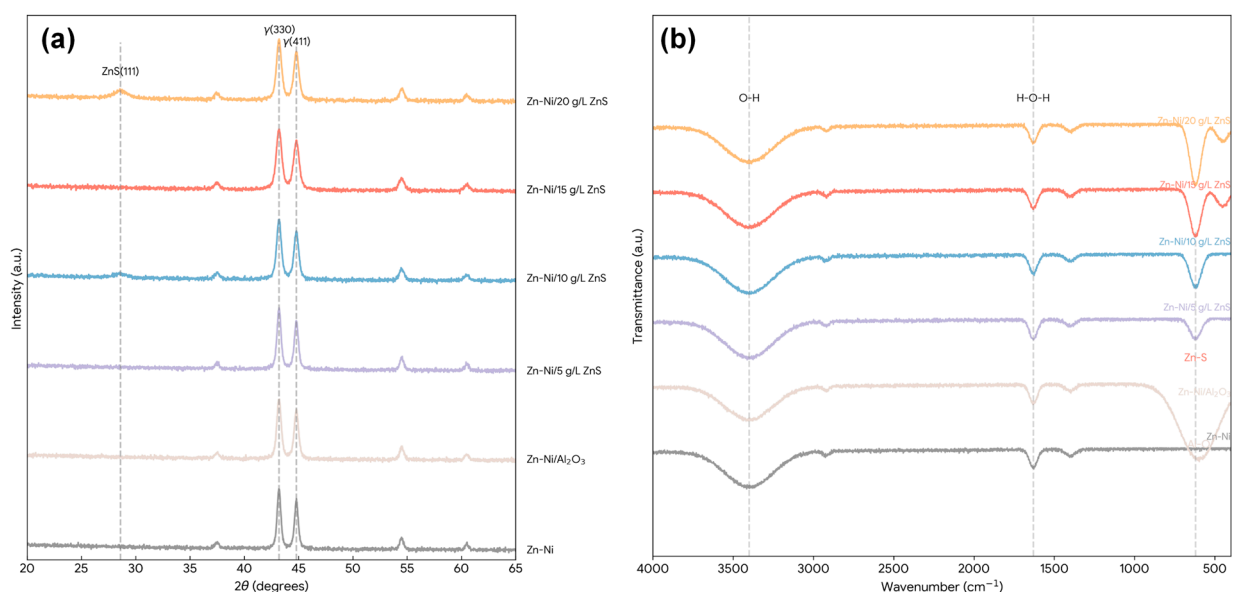 (a)
γ(330)
γ(411)
ZnS(111)
Zn-Ni/20 g/L ZnS
Zn-Ni/15 g/L ZnS
Zn-Ni/10 g/L ZnS
Zn-Ni/5 g/L ZnS
Zn-Ni/Al₂O₃
Zn-Ni
Intensity (a.u.)
20 25 30 35 40 45 50 55 60 65
2θ (degrees)
(b)
O-H
H-O-H
Zn-Ni/20 g/L ZnS
Zn-Ni/15 g/L ZnS
Zn-Ni/10 g/L ZnS
Zn-Ni/5 g/L ZnS
Zn-S
Zn-Ni/Al₂O₃
Zn-Ni
Al-O
Transmittance (a.u.)
4000 3500 3000 2500 2000 1500 1000 500
Wavenumber (cm⁻¹)